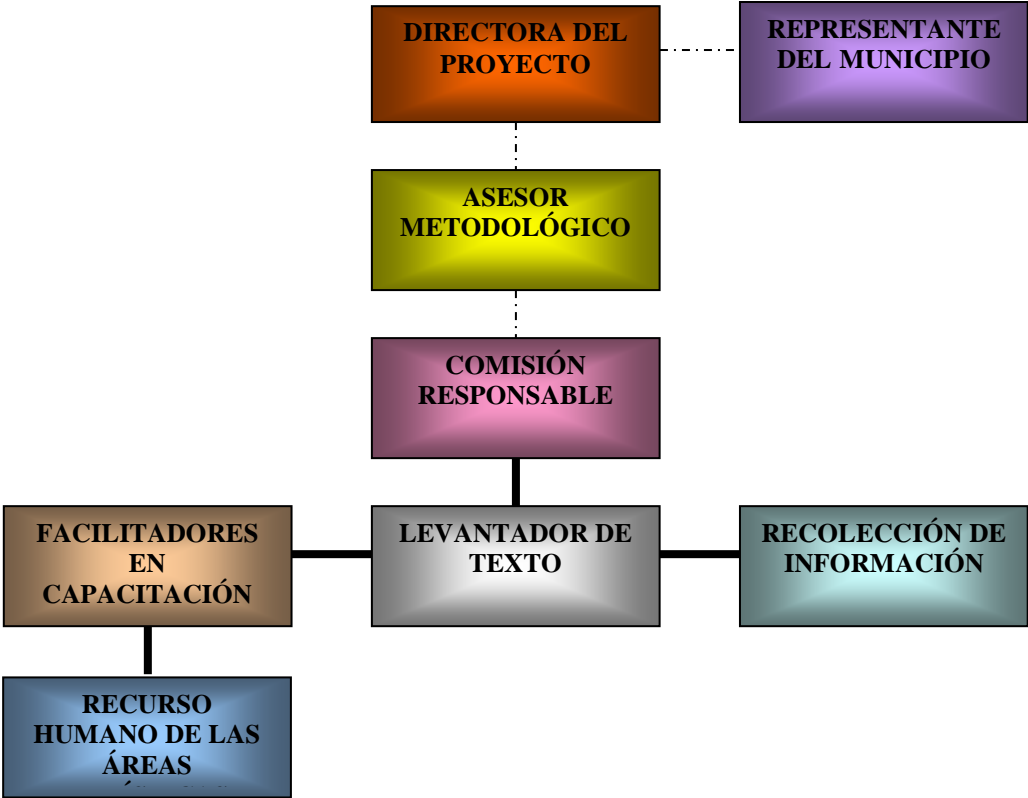 DIRECTORA DEL
PROYECTO
REPRESENTANTE
DEL MUNICIPIO
ASESOR
METODOLÓGICO
COMISIÓN
RESPONSABLE
FACILITADORES
EN
CAPACITACIÓN
LEVANTADOR DE
TEXTO
RECOLECCIÓN DE
INFORMACIÓN
RECURSO
HUMANO DE LAS
ÁREAS